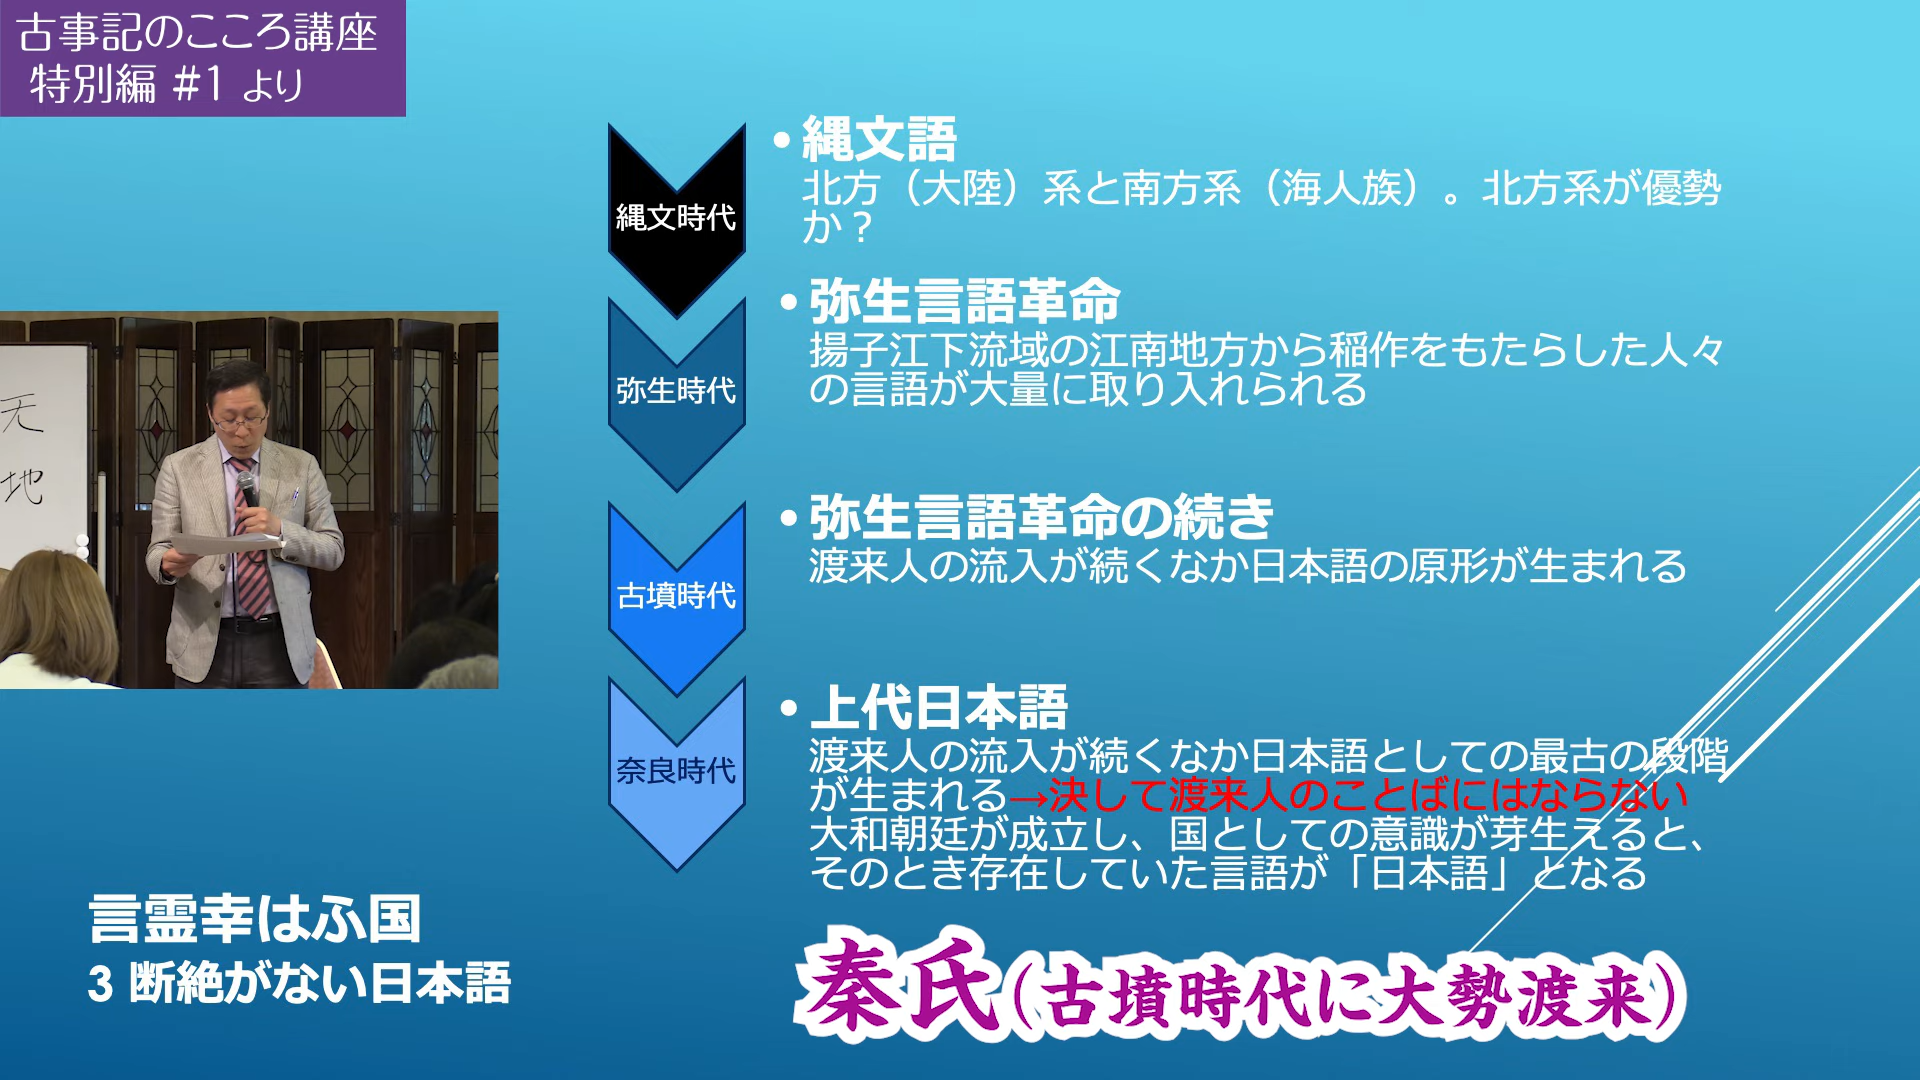 古事記のこころ講座
特別編 #1 より
縄文時代
• 縄文語
北方（大陸）系と南方系（海人族）。北方系が優勢
か？
弥生時代
• 弥生言語革命
揚子江下流域の江南地方から稲作をもたらした人々
の言語が大量に取り入れられる
古墳時代
• 弥生言語革命の続き
渡来人の流入が続くなか日本語の原形が生まれる
奈良時代
• 上代日本語
渡来人の流入が続くなか日本語としての最古の段階
が生まれる→決して渡来人のことばにはならない
大和朝廷が成立し、国としての意識が芽生えると、
そのとき存在していた言語が「日本語」となる
天
地
言霊幸はふ国
3 断絶がない日本語
秦氏（古墳時代に大勢渡来）